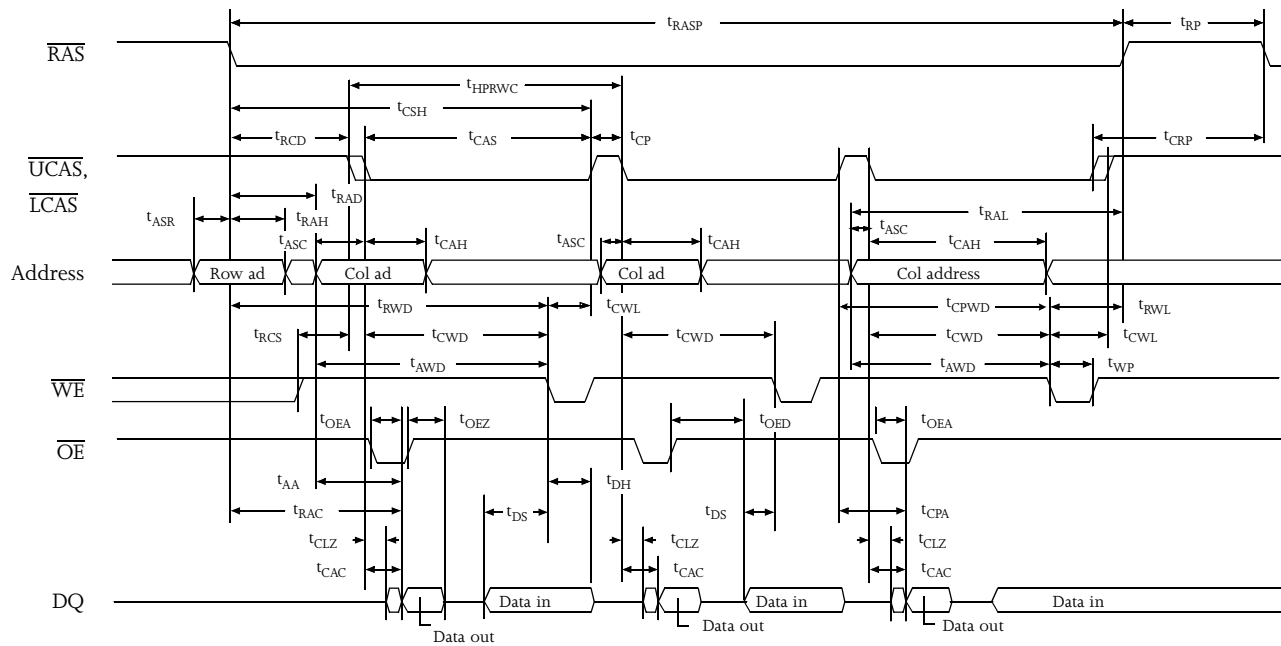 tRASP tRP
RAS
tHPRWC
tCSH
tRCD tCAS tCP tCRP
UCAS,
LCAS
tRAD
tASR tRAH tRAL
tASC tCAH tASC tCAH tASC tCAH
Address Row ad Col ad Col ad Col address
tRWD tCWL tCPWD tRWL
tRCS tCWD tCWD tCWD tCWL
tAWD tAWD tWP
WE
tOEA tOEZ tOED tOEA
OE
tAA tDH
tRAC tDS tDS tCPA
tCLZ tCLZ tCLZ
tCAC tCAC tCAC
DQ Data in Data in Data in
Data out Data out Data out